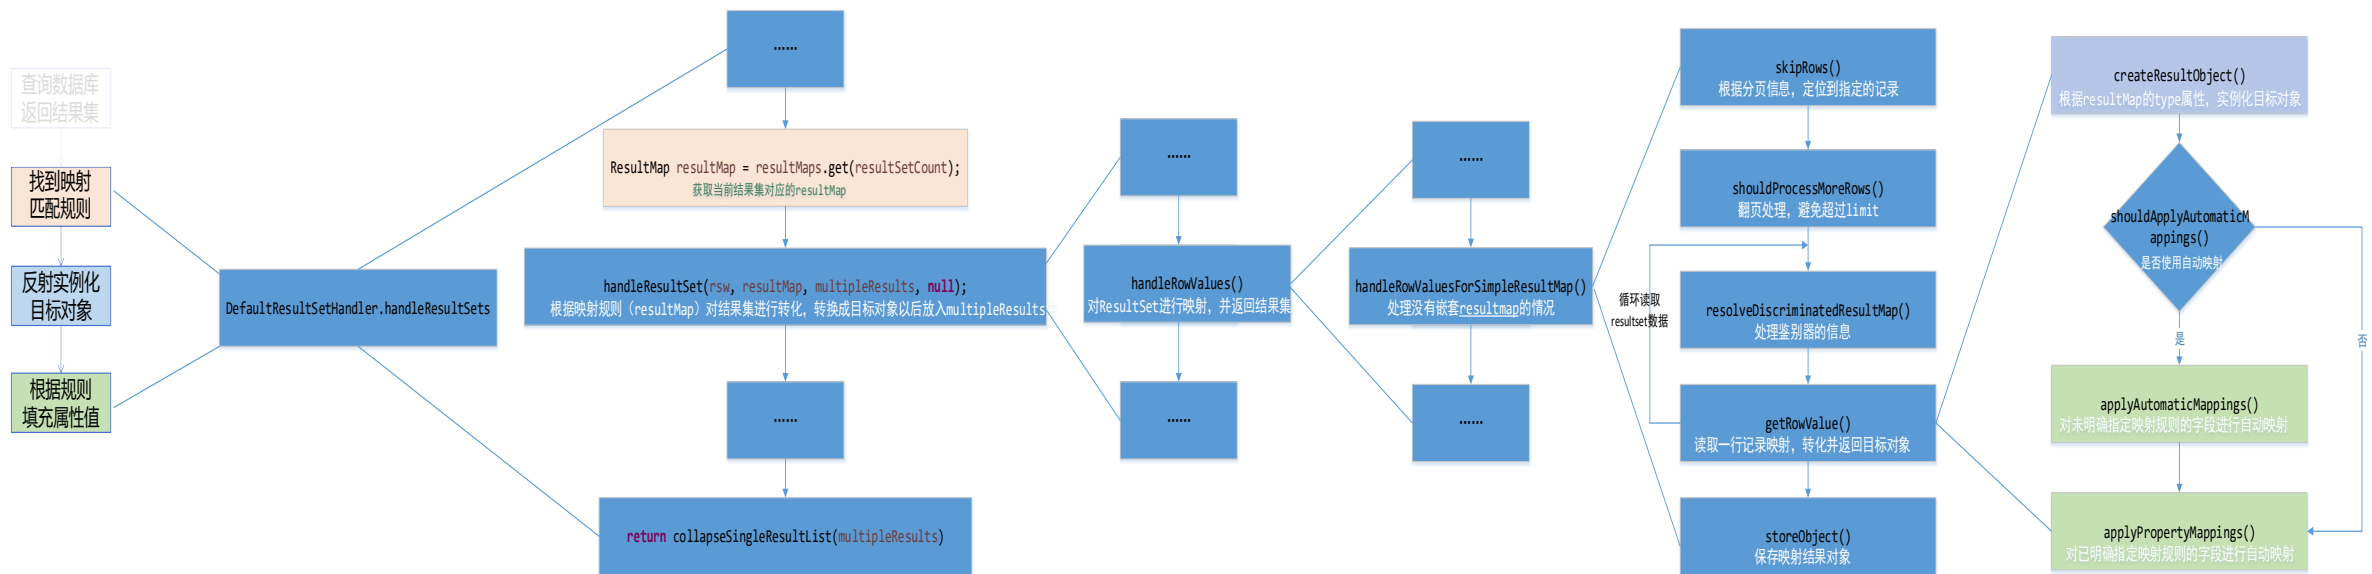 查询数据库
返回结果集
找到映射
匹配规则
反射实例化
目标对象
根据规则
填充属性值
DefaultResultSetHandler.handleResultSets
......
ResultMap resultMap = resultMaps.get(resultSetCount);
获取当前结果集对应的resultMap
handleResultSet(rsw, resultMap, multipleResults, null);
根据映射规则（resultMap）对结果集进行转化，转换成目标对象以后放入multipleResults中
......
return collapseSingleResultList(multipleResults)
......
handleRowValues()
对ResultSet进行映射，并返回结果集
......
......
handleRowValuesForSimpleResultMap()
处理没有嵌套resultmap的情况
......
skipRows()
根据分页信息，定位到指定的记录
shouldProcessMoreRows()
翻页处理，避免超过limit
循环读取
resultset数据
resolveDiscriminatedResultMap()
处理鉴别器的信息
getRowValue()
读取一行记录映射，转化并返回目标对象
storeObject()
保存映射结果对象
createResultObject()
根据resultMap的type属性，实例化目标对象
shouldApplyAutomaticM
appings()
是否使用自动映射
是
否
applyAutomaticMappings()
对未明确指定映射规则的字段进行自动映射
applyPropertyMappings()
对已明确指定映射规则的字段进行自动映射